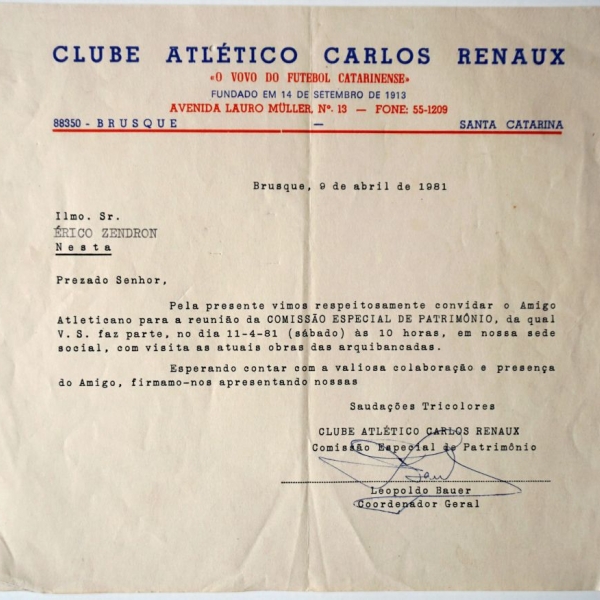 CLUBE ATLÉTICO CARLOS RENAUX
«O VOVO DO FUTEBOL CATARINENSE»
FUNDADO EM 14 DE SETEMBRO DE 1913
AVENIDA LAURO MÜLLER, Nº. 13 — FONE: 55-1209
88350 - BRUSQUE — SANTA CATARINA
Brusque, 9 de abril de 1981
Ilmo. Sr.
ÉRICO ZENDRON
Nesta
Prezado Senhor,
Pela presente vimos respeitosamente convidar o Amigo
Atleticano para a reunião da COMISSÃO ESPECIAL DE PATRIMÔNIO, da qual
V. S. faz parte, no dia 11-4-81 (sábado) às 10 horas, em nossa sede
social, com visita as atuais obras das arquibancadas.
Esperando contar com a valiosa colaboração e presença
do Amigo, firmamo-nos apresentando nossas
Saudações Tricolores
CLUBE ATLÉTICO CARLOS RENAUX
Comissão Especial de Patrimônio
Leopoldo Bauer
Coordenador Geral